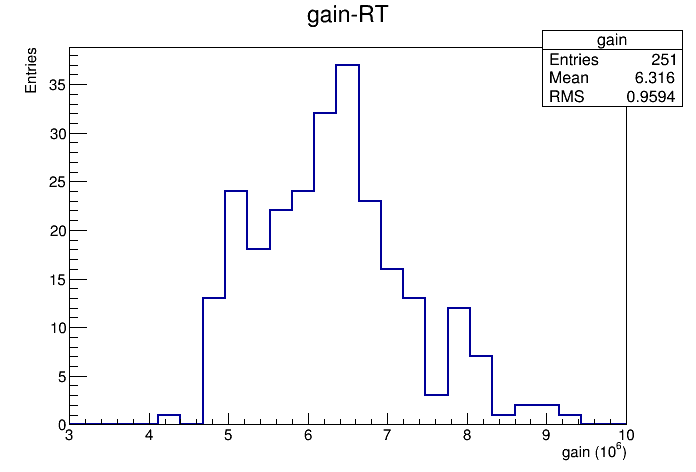 gain-RT
gain
Entries 251
Mean 6.316
RMS 0.9594
Entries
35
30
25
20
15
10
5
0
3 4 5 6 7 8 9 10
gain (10⁶)